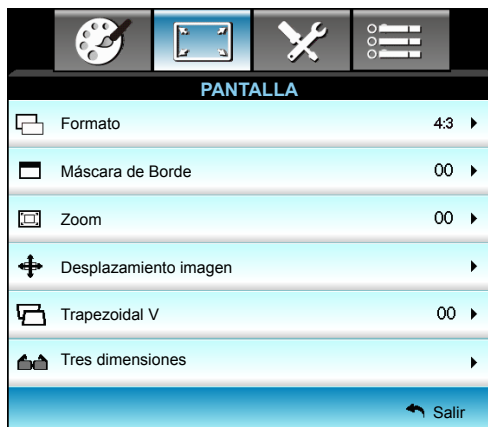 PANTALLA
Formato 4:3
Máscara de Borde 00
Zoom 00
Desplazamiento imagen
Trapezoidal V 00
Tres dimensiones
Salir